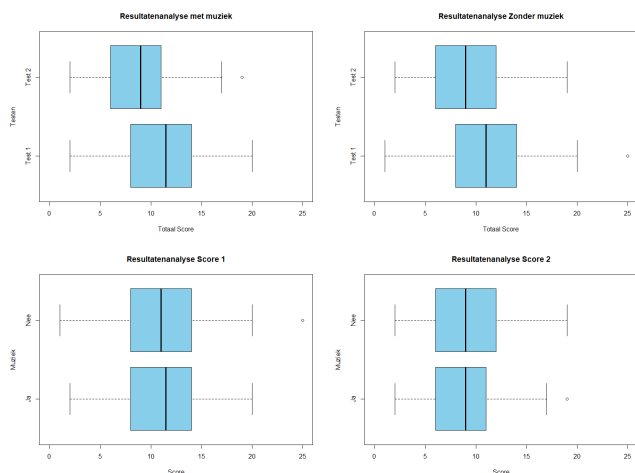 Resultatenanalyse met muziek
Testen
Test 2
Test 1
0 5 10 15 20 25
Totaal Score
Resultatenanalyse Zonder muziek
Testen
Test 2
Test 1
0 5 10 15 20 25
Totaal Score
Resultatenanalyse Score 1
Muziek
Nee
Ja
0 5 10 15 20 25
Score
Resultatenanalyse Score 2
Muziek
Nee
Ja
0 5 10 15 20 25
Score